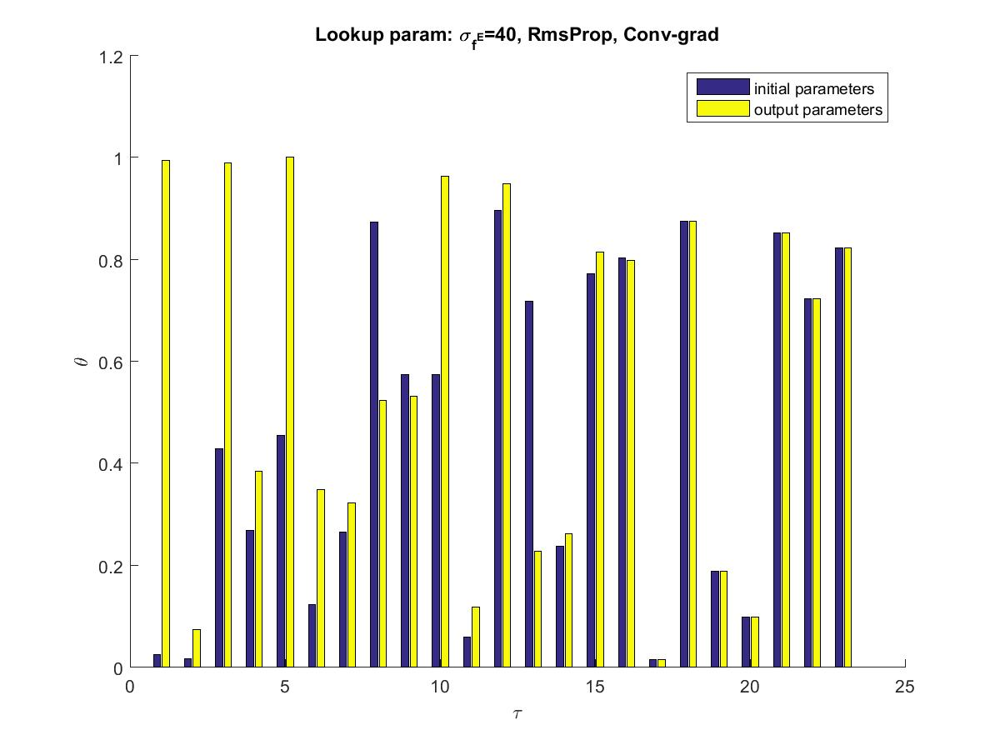 Lookup param: σ_f^E=40, RmsProp, Conv-grad
initial parameters
output parameters
1.2
1
0.8
0.6
0.4
0.2
0
θ
0 5 10 15 20 25
τ